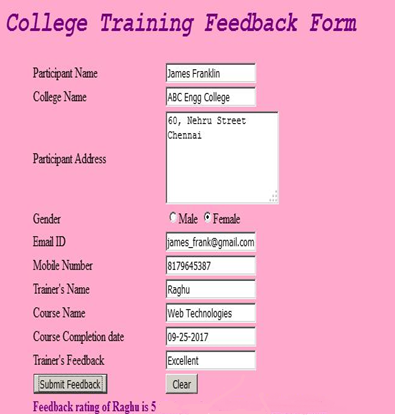 College Training Feedback Form
Participant Name James Franklin
College Name ABC Engg College
Participant Address 60, Nehru Street
Chennai
Gender Male Female
Email ID james_frank@gmail.com
Mobile Number 8179645387
Trainer's Name Raghu
Course Name Web Technologies
Course Completion date 09-25-2017
Trainer's Feedback Excellent
Submit Feedback Clear
Feedback rating of Raghu is 5